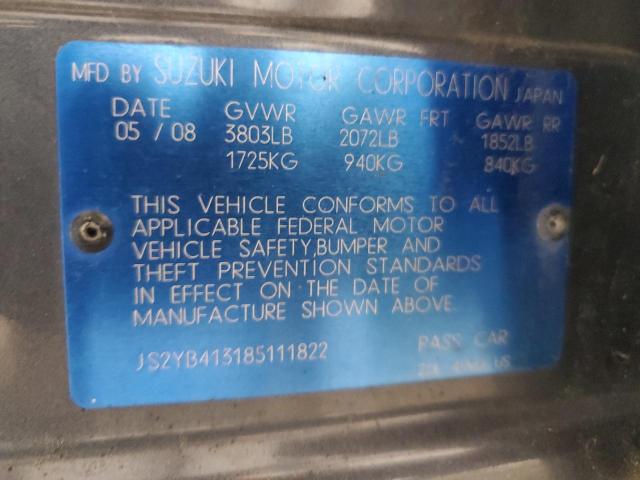 MFD BY SUZUKI MOTOR CORPORATION JAPAN
DATE GVWR GAWR FRT GAWR RR
05 / 08 3803LB 2072LB 1852LB
1725KG 940KG 840KG
THIS VEHICLE CONFORMS TO ALL
APPLICABLE FEDERAL MOTOR
VEHICLE SAFETY,BUMPER AND
THEFT PREVENTION STANDARDS
IN EFFECT ON THE DATE OF
MANUFACTURE SHOWN ABOVE.
JS2YB413185111822 PASS CAR
US